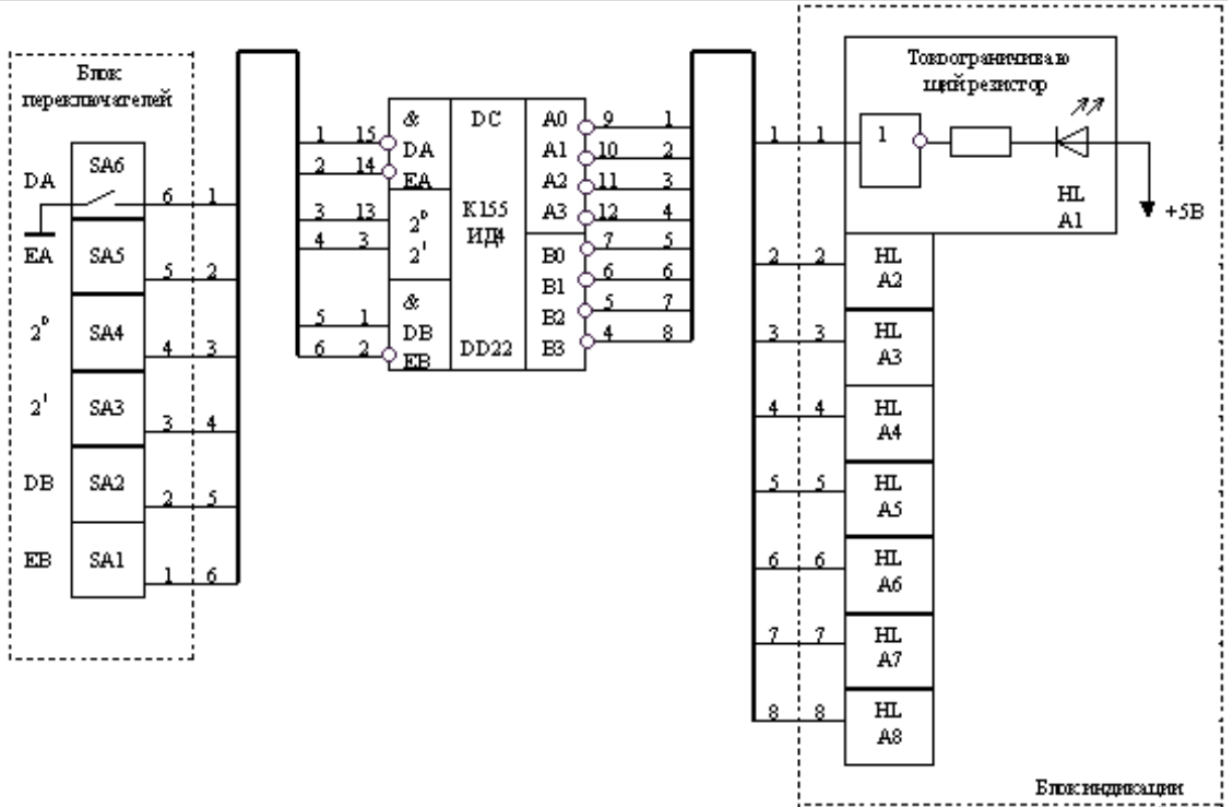 Блок
переключателей
DA
SA6
6 1
EA
SA5
5 2
2⁰
SA4
4 3
2¹
SA3
3 4
DB
SA2
2 5
EB
SA1
1 6
1 15
2 14
3 13
4 3
5 1
6 2
&
DA
EA
2⁰
2¹
&
DB
EB
DC
К155
ИД4
DD22
A0 9 1
A1 10 2
A2 11 3
A3 12 4
B0 7 5
B1 6 6
B2 5 7
B3 4 8
Токограничиваю
щий резистор
1 1
1
HL
A1
+5В
2 2
HL
A2
3 3
HL
A3
4 4
HL
A4
5 5
HL
A5
6 6
HL
A6
7 7
HL
A7
8 8
HL
A8
Блок индикации